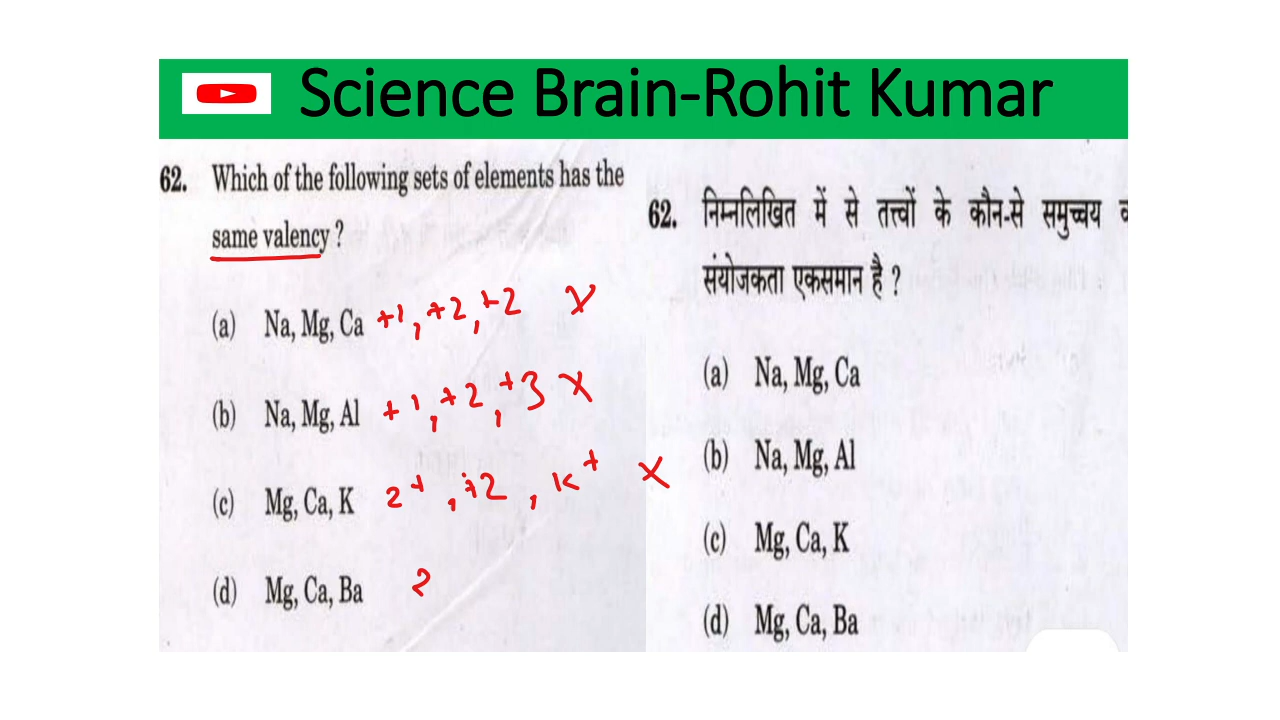 Science Brain-Rohit Kumar
62. Which of the following sets of elements has the
same valency ?
(a) Na, Mg, Ca +1, +2, +2 X
(b) Na, Mg, Al +1, +2, +3 X
(c) Mg, Ca, K 2+, +2, K+ X
(d) Mg, Ca, Ba 2
62. निम्नलिखित में से तत्त्वों के कौन-से समुच्चय
संयोजकता एकसमान है ?
(a) Na, Mg, Ca
(b) Na, Mg, Al
(c) Mg, Ca, K
(d) Mg, Ca, Ba